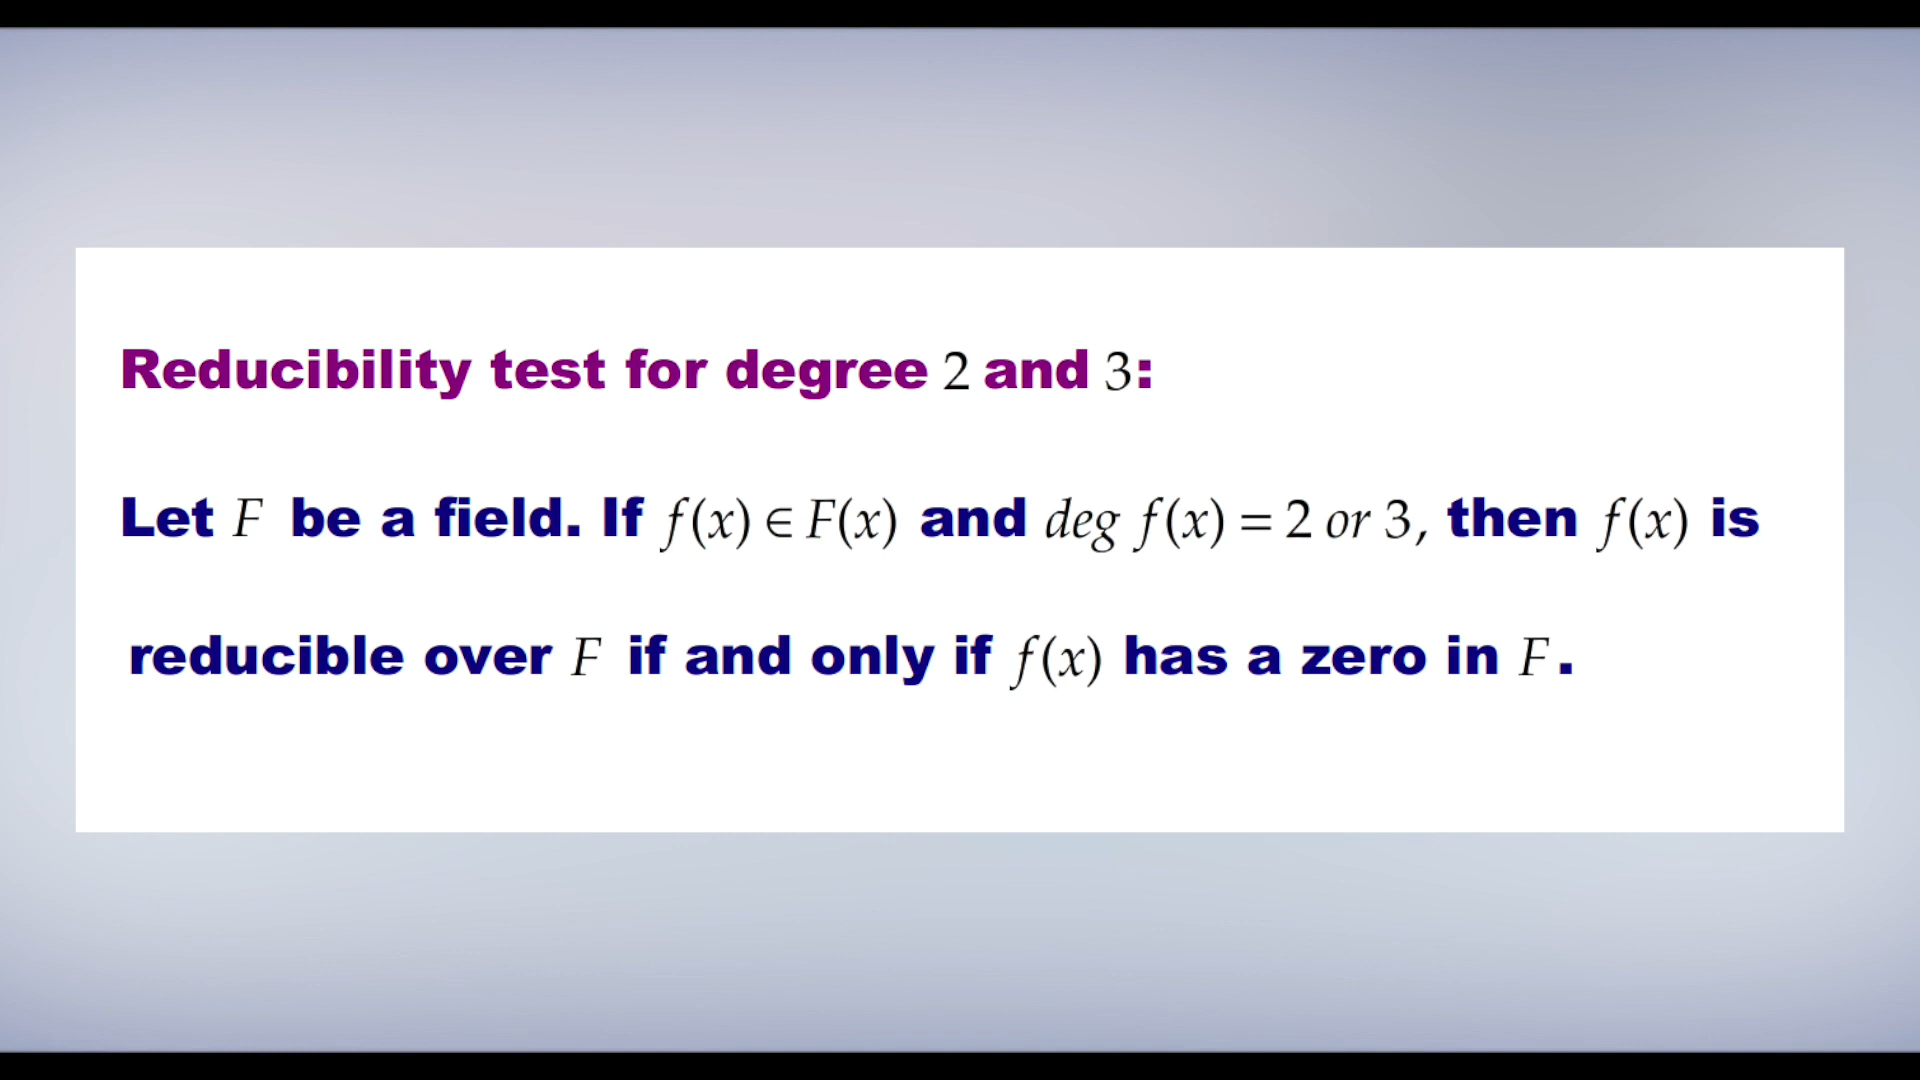 Reducibility test for degree 2 and 3:
Let F be a field. If f(x) ∈ F(x) and deg f(x) = 2 or 3, then f(x) is
reducible over F if and only if f(x) has a zero in F.